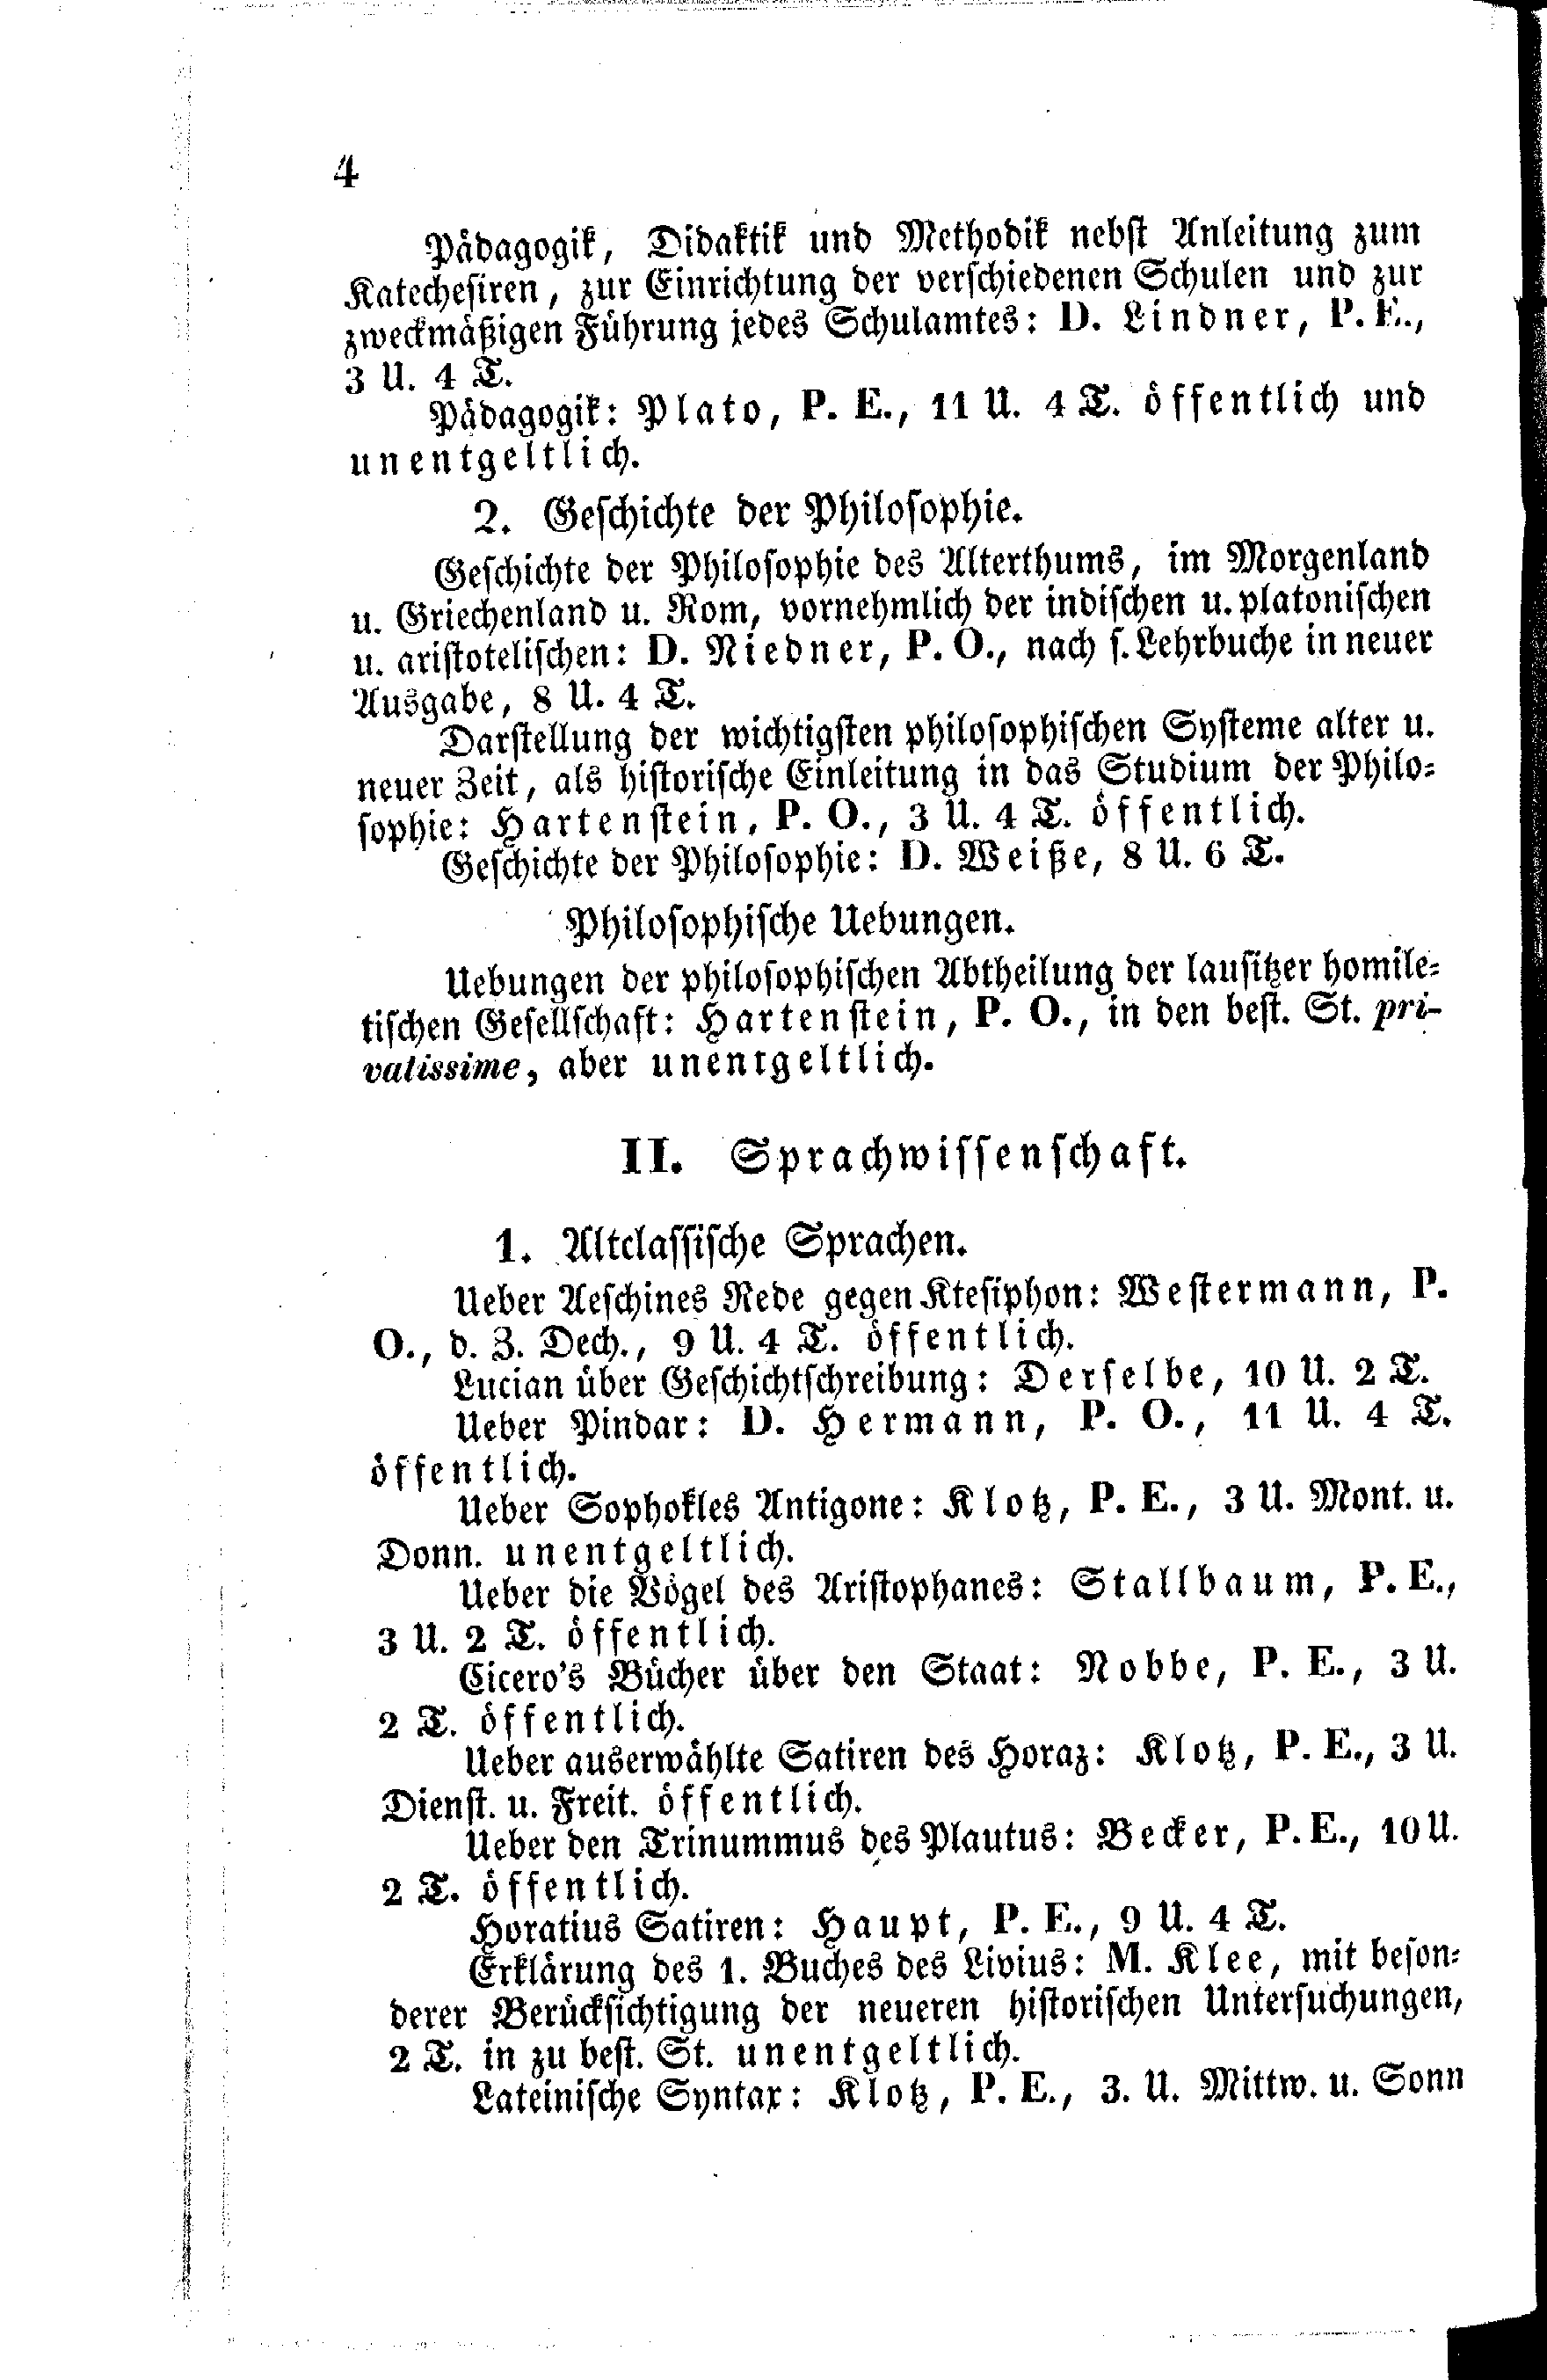 4
Pädagogik, Didaktik und Methodik nebst Anleitung zum
Katechesiren, zur Einrichtung der verschiedenen Schulen und zur
zweckmäßigen Führung jedes Schulamtes: D. Lindner, P. E.,
3 U. 4 T.
Pädagogik: Plato, P. E., 11 U. 4 T. öffentlich und
unentgeltlich.
2. Geschichte der Philosophie.
Geschichte der Philosophie des Alterthums, im Morgenland
u. Griechenland u. Rom, vornehmlich der indischen u. platonischen
u. aristotelischen: D. Niedner, P. O., nach s. Lehrbuche in neuer
Ausgabe, 8 U. 4 T.
Darstellung der wichtigsten philosophischen Systeme alter u.
neuer Zeit, als historische Einleitung in das Studium der Philo-
sophie: Hartenstein, P. O., 3 U. 4 T. öffentlich.
Geschichte der Philosophie: D. Weiße, 8 U. 6 T.
Philosophische Uebungen.
Uebungen der philosophischen Abtheilung der lausitzer homile-
tischen Gesellschaft: Hartenstein, P. O., in den best. St. pri-
vatissime, aber unentgeltlich.
II. Sprachwissenschaft.
1. Altclassische Sprachen.
Ueber Aeschines Rede gegen Ktesiphon: Westermann, P.
O., d. Z. Dech., 9 U. 4 T. öffentlich.
Lucian über Geschichtschreibung: Derselbe, 10 U. 2 T.
Ueber Pindar: D. Hermann, P. O., 11 U. 4 T.
öffentlich.
Ueber Sophokles Antigone: Klotz, P. E., 3 U. Mont. u.
Donn. unentgeltlich.
Ueber die Vögel des Aristophanes: Stallbaum, P. E.,
3 U. 2 T. öffentlich.
Cicero's Bücher über den Staat: Nobbe, P. E., 3 U.
2 T. öffentlich.
Ueber auserwählte Satiren des Horaz: Klotz, P. E., 3 U.
Dienst. u. Freit. öffentlich.
Ueber den Trinummus des Plautus: Becker, P. E., 10 U.
2 T. öffentlich.
Horatius Satiren: Haupt, P. E., 9 U. 4 T.
Erklärung des 1. Buches des Livius: M. Klee, mit beson-
derer Berücksichtigung der neueren historischen Untersuchungen,
2 T. in zu best. St. unentgeltlich.
Lateinische Syntax: Klotz, P. E., 3. U. Mittw. u. Sonn